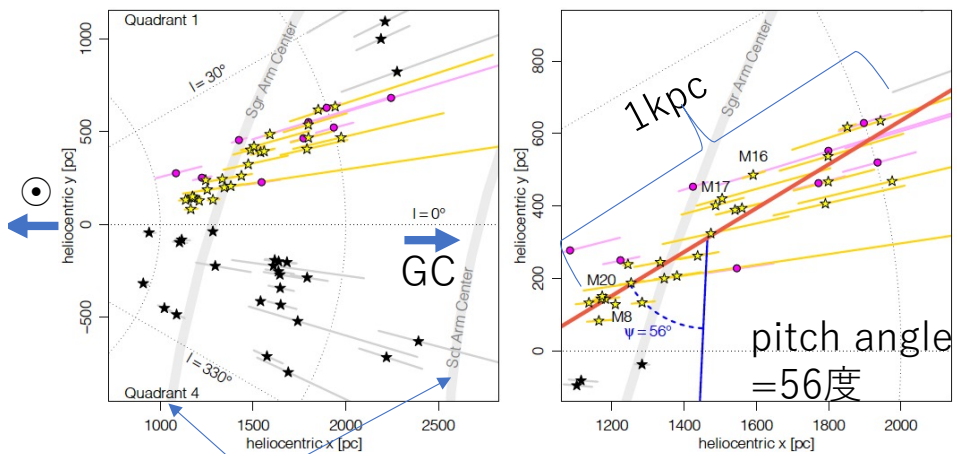 Quadrant 1
l = 30°
Sgr Arm Center
l = 0°
GC
Sct Arm Center
l = 330°
Quadrant 4
heliocentric y [pc]
1000
500
0
−500
1000
1500
2000
2500
heliocentric x [pc]
1kpc
Sgr Arm Center
M16
M17
M20
M8
ψ = 56°
pitch angle
=56度
heliocentric y [pc]
800
600
400
200
0
1200
1400
1600
1800
2000
heliocentric x [pc]